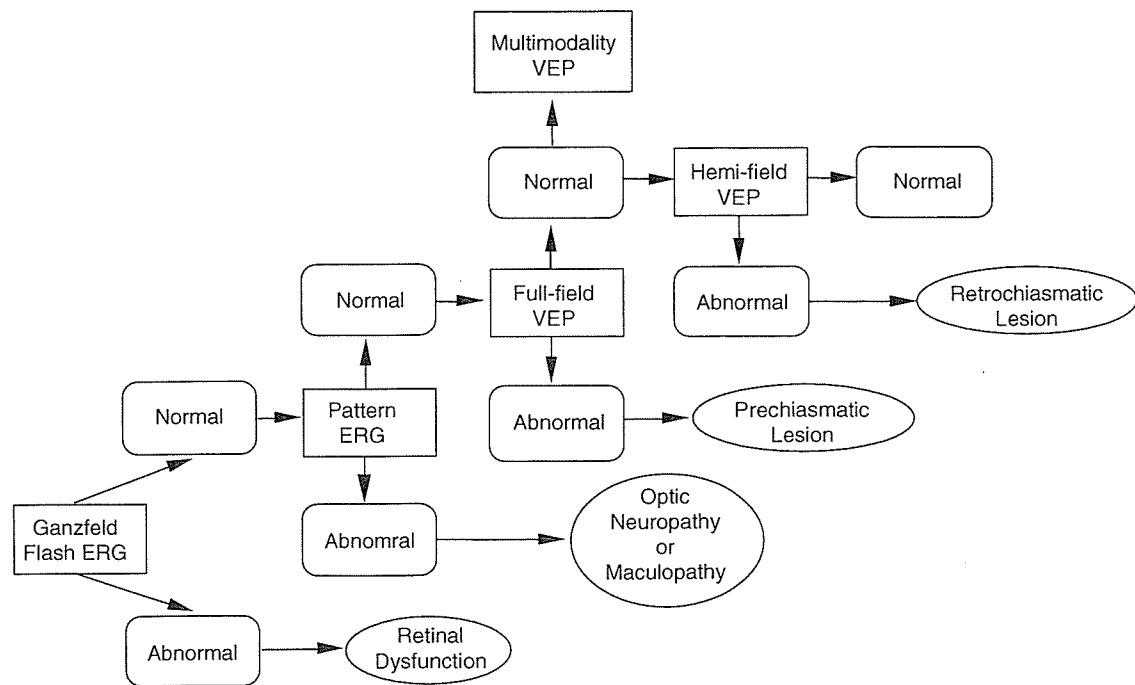 Multimodality
VEP
Normal
Hemi-field
VEP
Normal
Normal
Full-field
VEP
Abnormal
Retrochiasmatic
Lesion
Normal
Pattern
ERG
Abnormal
Prechiasmatic
Lesion
Ganzfeld
Flash ERG
Abnomral
Optic
Neuropathy
or
Maculopathy
Abnormal
Retinal
Dysfunction